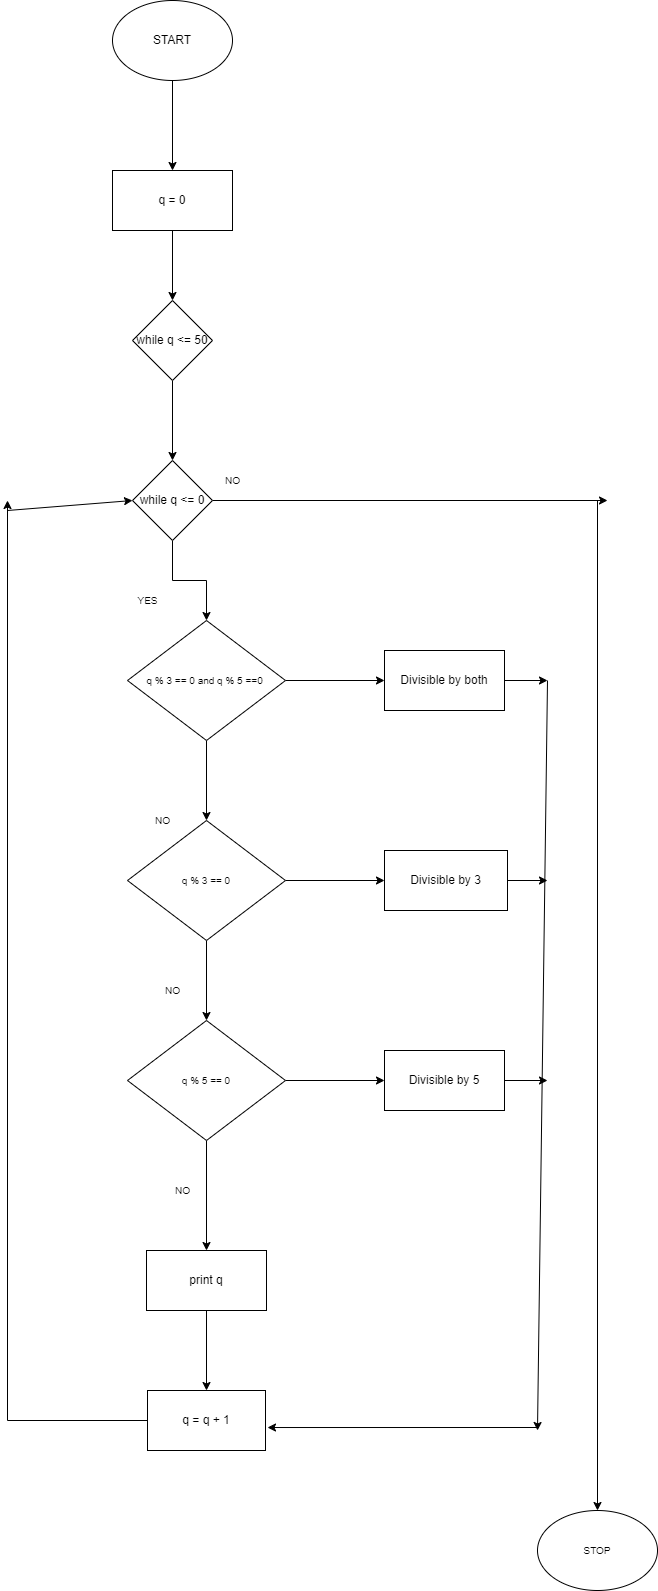 START
q = 0
while q <= 50
while q <= 0
NO
YES
q % 3 == 0 and q % 5 ==0
Divisible by both
NO
q % 3 == 0
Divisible by 3
NO
q % 5 == 0
Divisible by 5
NO
print q
q = q + 1
STOP